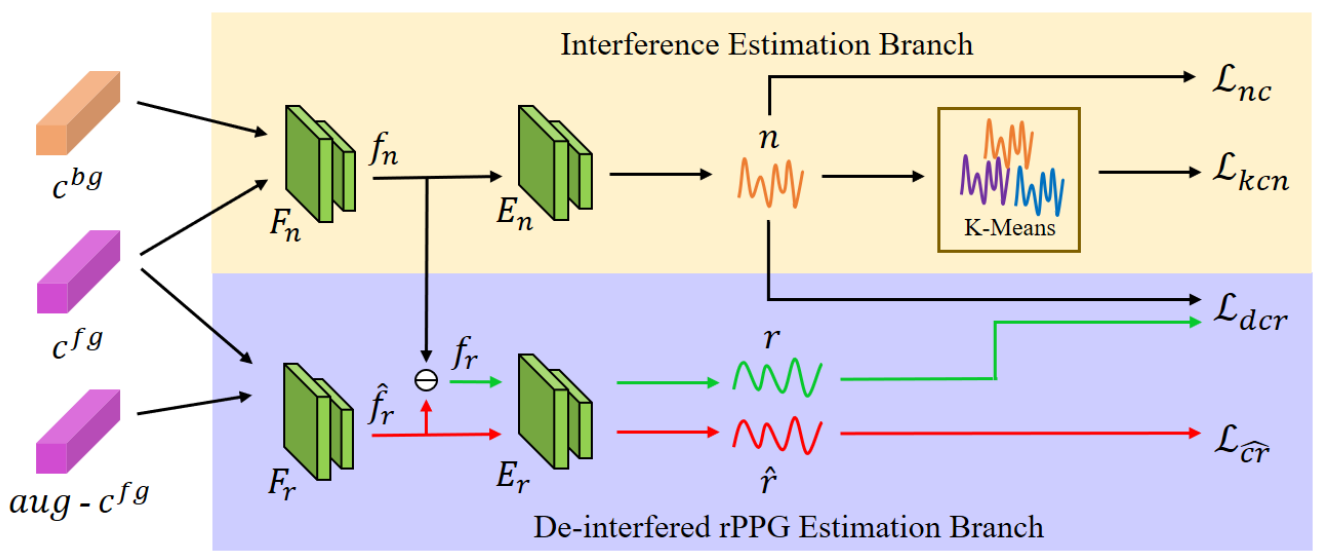 Interference Estimation Branch
c^{bg}
c^{fg}
aug - c^{fg}
F_n
f_n
E_n
n
K-Means
\mathcal{L}_{nc}
\mathcal{L}_{kcn}
\mathcal{L}_{dcr}
F_r
\hat{f}_r
f_r
E_r
r
\hat{r}
\mathcal{L}_{\widehat{cr}}
De-interfered rPPG Estimation Branch